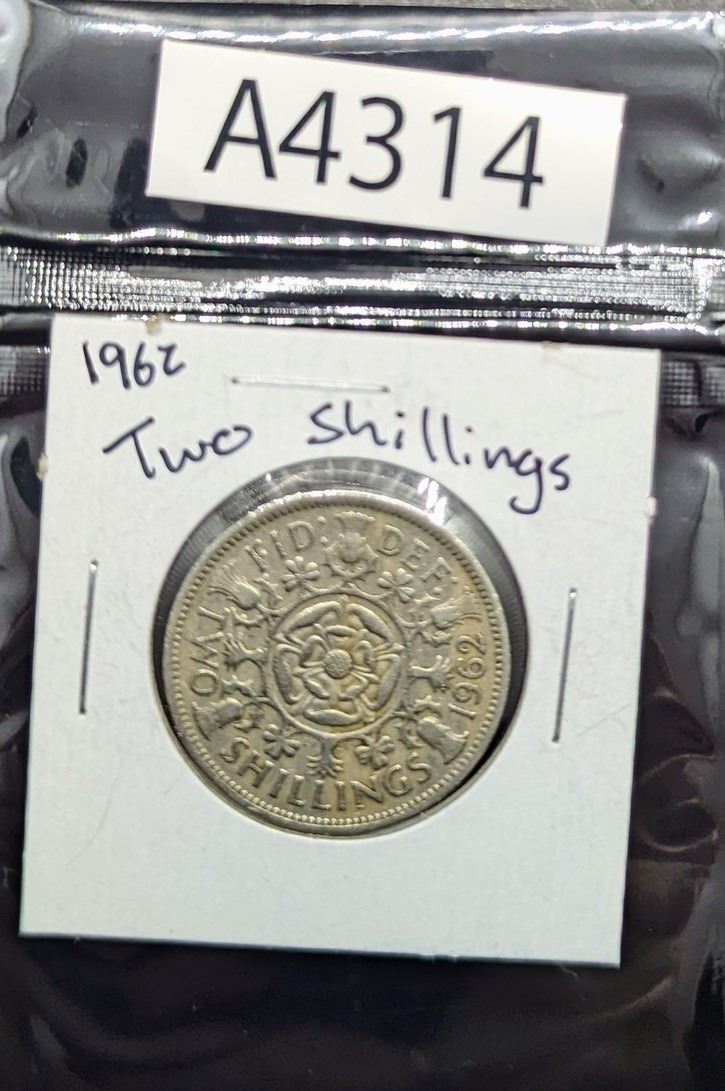 A4314
1962
Two Shillings
FID: DEF:
TWO SHILLINGS 1962